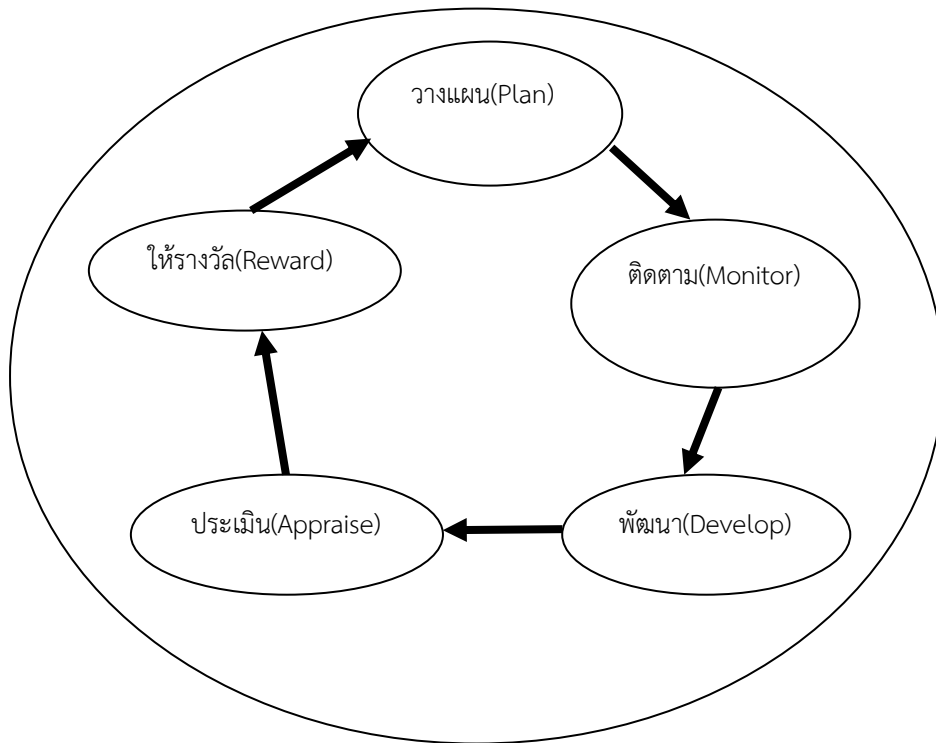 วางแผน(Plan)
ติดตาม(Monitor)
พัฒนา(Develop)
ประเมิน(Appraise)
ให้รางวัล(Reward)